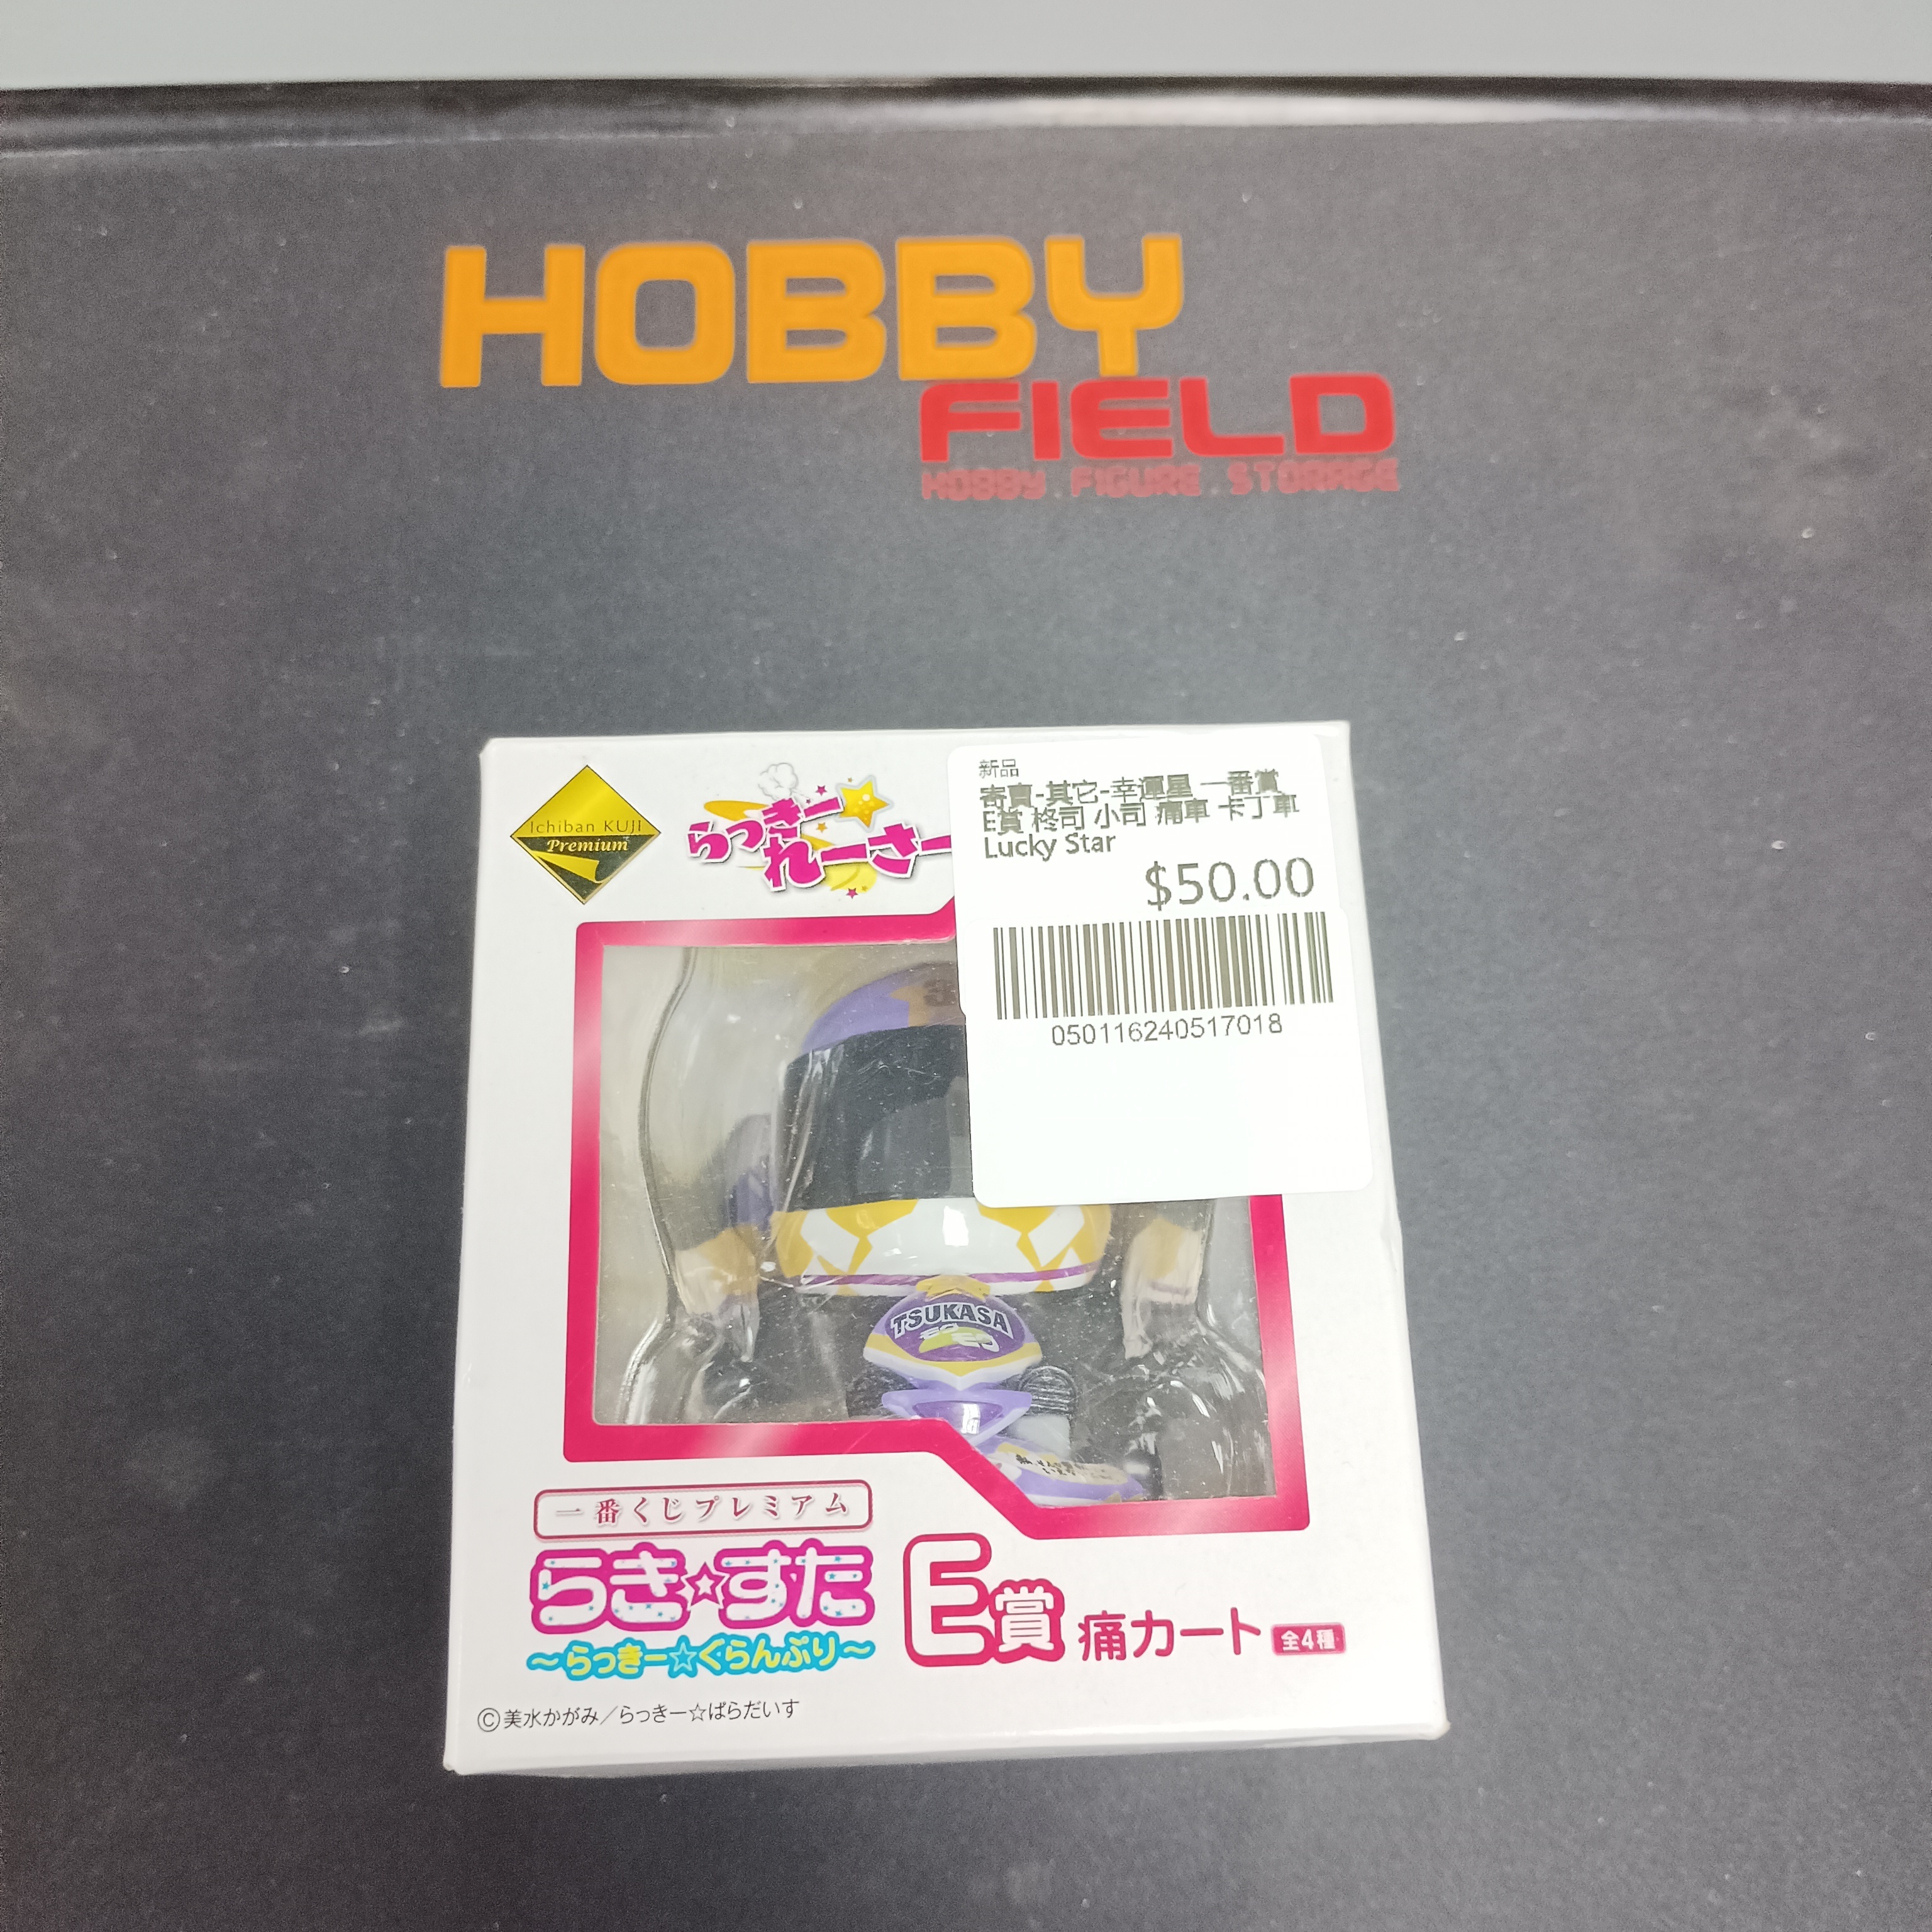 HOBBY
FIELD
HOBBY . FIGURE . STORAGE
Ichiban KUJI
Premium
らっきー
れーさー
新品
寄賣-其它-幸運星 一番賞
E賞 柊司 小司 痛車 卡丁車
Lucky Star
$50.00
050116240517018
TSUKASA
一番くじプレミアム
らき☆すた
～らっきー☆ぐらんぷり～
E賞 痛カート 全4種
©美水かがみ／らっきー☆ぱらだいす